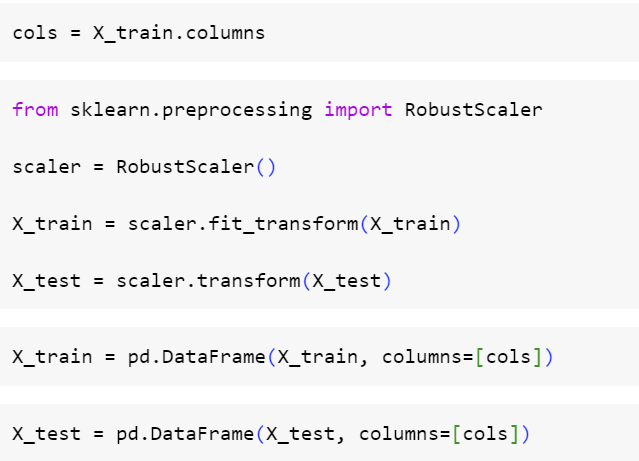 cols = X_train.columns
from sklearn.preprocessing import RobustScaler
scaler = RobustScaler()
X_train = scaler.fit_transform(X_train)
X_test = scaler.transform(X_test)
X_train = pd.DataFrame(X_train, columns=[cols])
X_test = pd.DataFrame(X_test, columns=[cols])